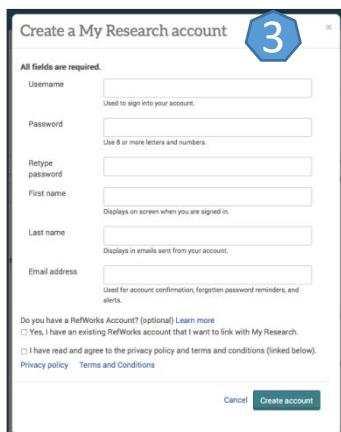 Create a My Research account
3
×
All fields are required.
Username
Used to sign into your account.
Password
Use 8 or more letters and numbers.
Retype
password
First name
Displays on screen when you are signed in.
Last name
Displays in emails sent from your account.
Email address
Used for account confirmation, forgotten password reminders, and
alerts.
Do you have a RefWorks Account? (optional) Learn more
Yes, I have an existing RefWorks account that I want to link with My Research.
I have read and agree to the privacy policy and terms and conditions (linked below).
Privacy policy Terms and Conditions
Cancel Create account